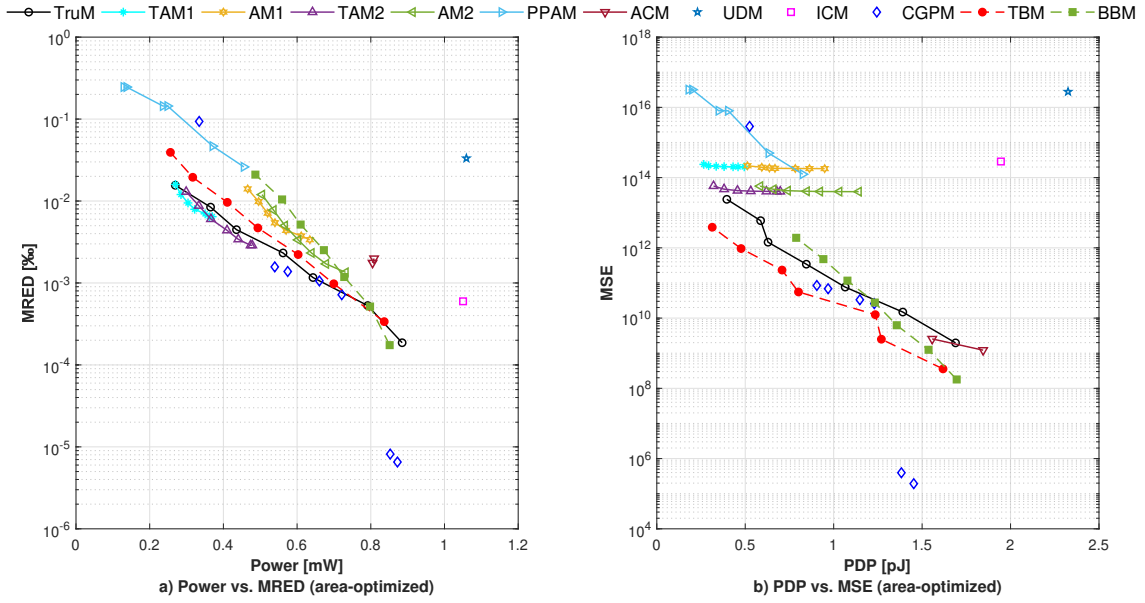 TruM TAM1 AM1 TAM2 AM2 PPAM ACM UDM ICM CGPM TBM BBM
10^0
10^-1
10^-2
10^-3
10^-4
10^-5
10^-6
MRED [‰]
0 0.2 0.4 0.6 0.8 1 1.2
Power [mW]
a) Power vs. MRED (area-optimized)
10^18
10^16
10^14
10^12
10^10
10^8
10^6
10^4
MSE
0 0.5 1 1.5 2 2.5
PDP [pJ]
b) PDP vs. MSE (area-optimized)